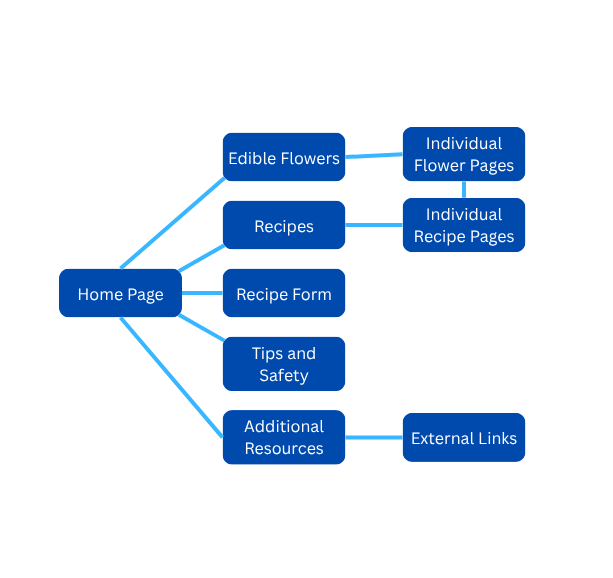 Edible Flowers
Individual
Flower Pages
Recipes
Individual
Recipe Pages
Home Page
Recipe Form
Tips and
Safety
Additional
Resources
External Links